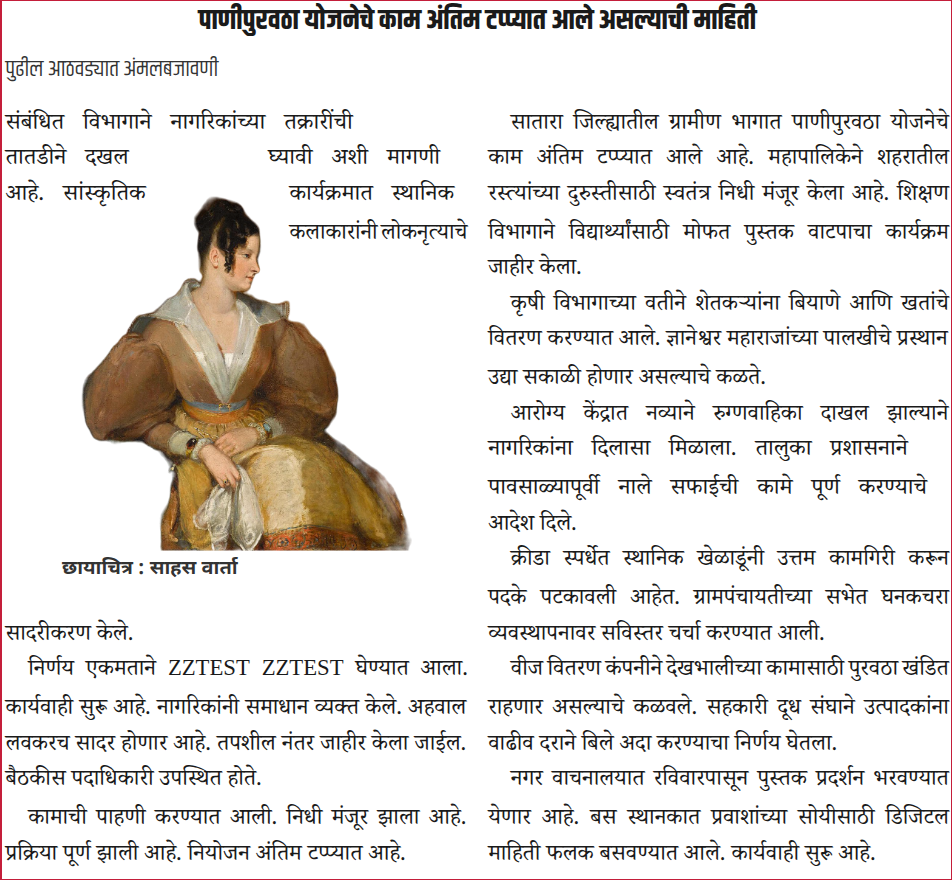 पाणीपुरवठा योजनेचे काम अंतिम टप्प्यात आले असल्याची माहिती
पुढील आठवड्यात अंमलबजावणी
संबंधित विभागाने नागरिकांच्या तक्रारींची
तातडीने दखल घ्यावी अशी मागणी
आहे. सांस्कृतिक कार्यक्रमात स्थानिक
कलाकारांनी लोकनृत्याचे
छायाचित्र : साहस वार्ता
सादरीकरण केले.
निर्णय एकमताने ZZTEST ZZTEST घेण्यात आला.
कार्यवाही सुरू आहे. नागरिकांनी समाधान व्यक्त केले. अहवाल
लवकरच सादर होणार आहे. तपशील नंतर जाहीर केला जाईल.
बैठकीस पदाधिकारी उपस्थित होते.
कामाची पाहणी करण्यात आली. निधी मंजूर झाला आहे.
प्रक्रिया पूर्ण झाली आहे. नियोजन अंतिम टप्प्यात आहे.
सातारा जिल्ह्यातील ग्रामीण भागात पाणीपुरवठा योजनेचे
काम अंतिम टप्प्यात आले आहे. महापालिकेने शहरातील
रस्त्यांच्या दुरुस्तीसाठी स्वतंत्र निधी मंजूर केला आहे. शिक्षण
विभागाने विद्यार्थ्यांसाठी मोफत पुस्तक वाटपाचा कार्यक्रम
जाहीर केला.
कृषी विभागाच्या वतीने शेतकऱ्यांना बियाणे आणि खतांचे
वितरण करण्यात आले. ज्ञानेश्वर महाराजांच्या पालखीचे प्रस्थान
उद्या सकाळी होणार असल्याचे कळते.
आरोग्य केंद्रात नव्याने रुग्णवाहिका दाखल झाल्याने
नागरिकांना दिलासा मिळाला. तालुका प्रशासनाने
पावसाळ्यापूर्वी नाले सफाईची कामे पूर्ण करण्याचे
आदेश दिले.
क्रीडा स्पर्धेत स्थानिक खेळाडूंनी उत्तम कामगिरी करून
पदके पटकावली आहेत. ग्रामपंचायतीच्या सभेत घनकचरा
व्यवस्थापनावर सविस्तर चर्चा करण्यात आली.
वीज वितरण कंपनीने देखभालीच्या कामासाठी पुरवठा खंडित
राहणार असल्याचे कळवले. सहकारी दूध संघाने उत्पादकांना
वाढीव दराने बिले अदा करण्याचा निर्णय घेतला.
नगर वाचनालयात रविवारपासून पुस्तक प्रदर्शन भरवण्यात
येणार आहे. बस स्थानकात प्रवाशांच्या सोयीसाठी डिजिटल
माहिती फलक बसवण्यात आले. कार्यवाही सुरू आहे.